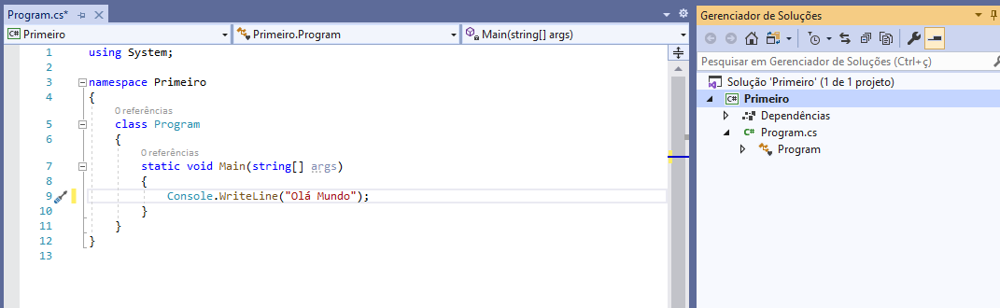 Program.cs*
Primeiro
Primeiro.Program
Main(string[] args)
1 using System;
2
3 namespace Primeiro
4 {
0 referências
5 class Program
6 {
0 referências
7 static void Main(string[] args)
8 {
9 Console.WriteLine("Olá Mundo");
10 }
11 }
12 }
13
Gerenciador de Soluções
Pesquisar em Gerenciador de Soluções (Ctrl+ç)
Solução 'Primeiro' (1 de 1 projeto)
C# Primeiro
Dependências
C# Program.cs
Program